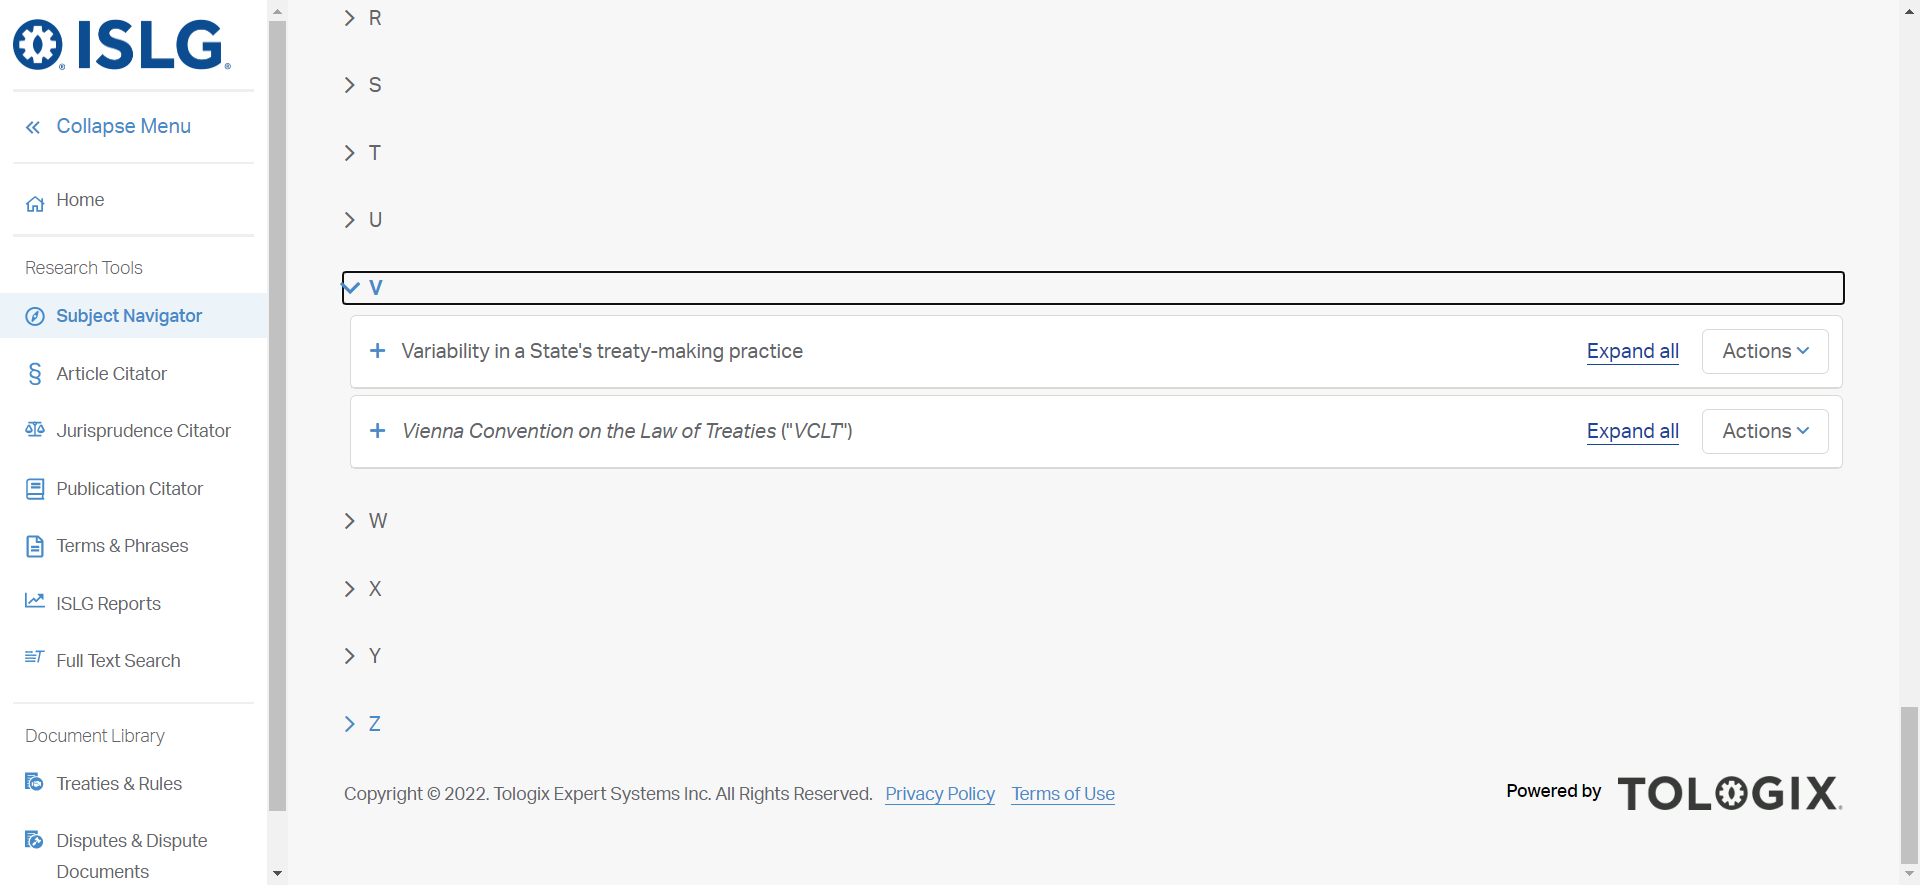 ISLG
Collapse Menu
Home
Research Tools
Subject Navigator
Article Citator
Jurisprudence Citator
Publication Citator
Terms & Phrases
ISLG Reports
Full Text Search
Document Library
Treaties & Rules
Disputes & Dispute
Documents
R
S
T
U
V
Variability in a State's treaty-making practice Expand all Actions
Vienna Convention on the Law of Treaties ("VCLT") Expand all Actions
W
X
Y
Z
Copyright © 2022. Tologix Expert Systems Inc. All Rights Reserved. Privacy Policy Terms of Use
Powered by TOLOGIX